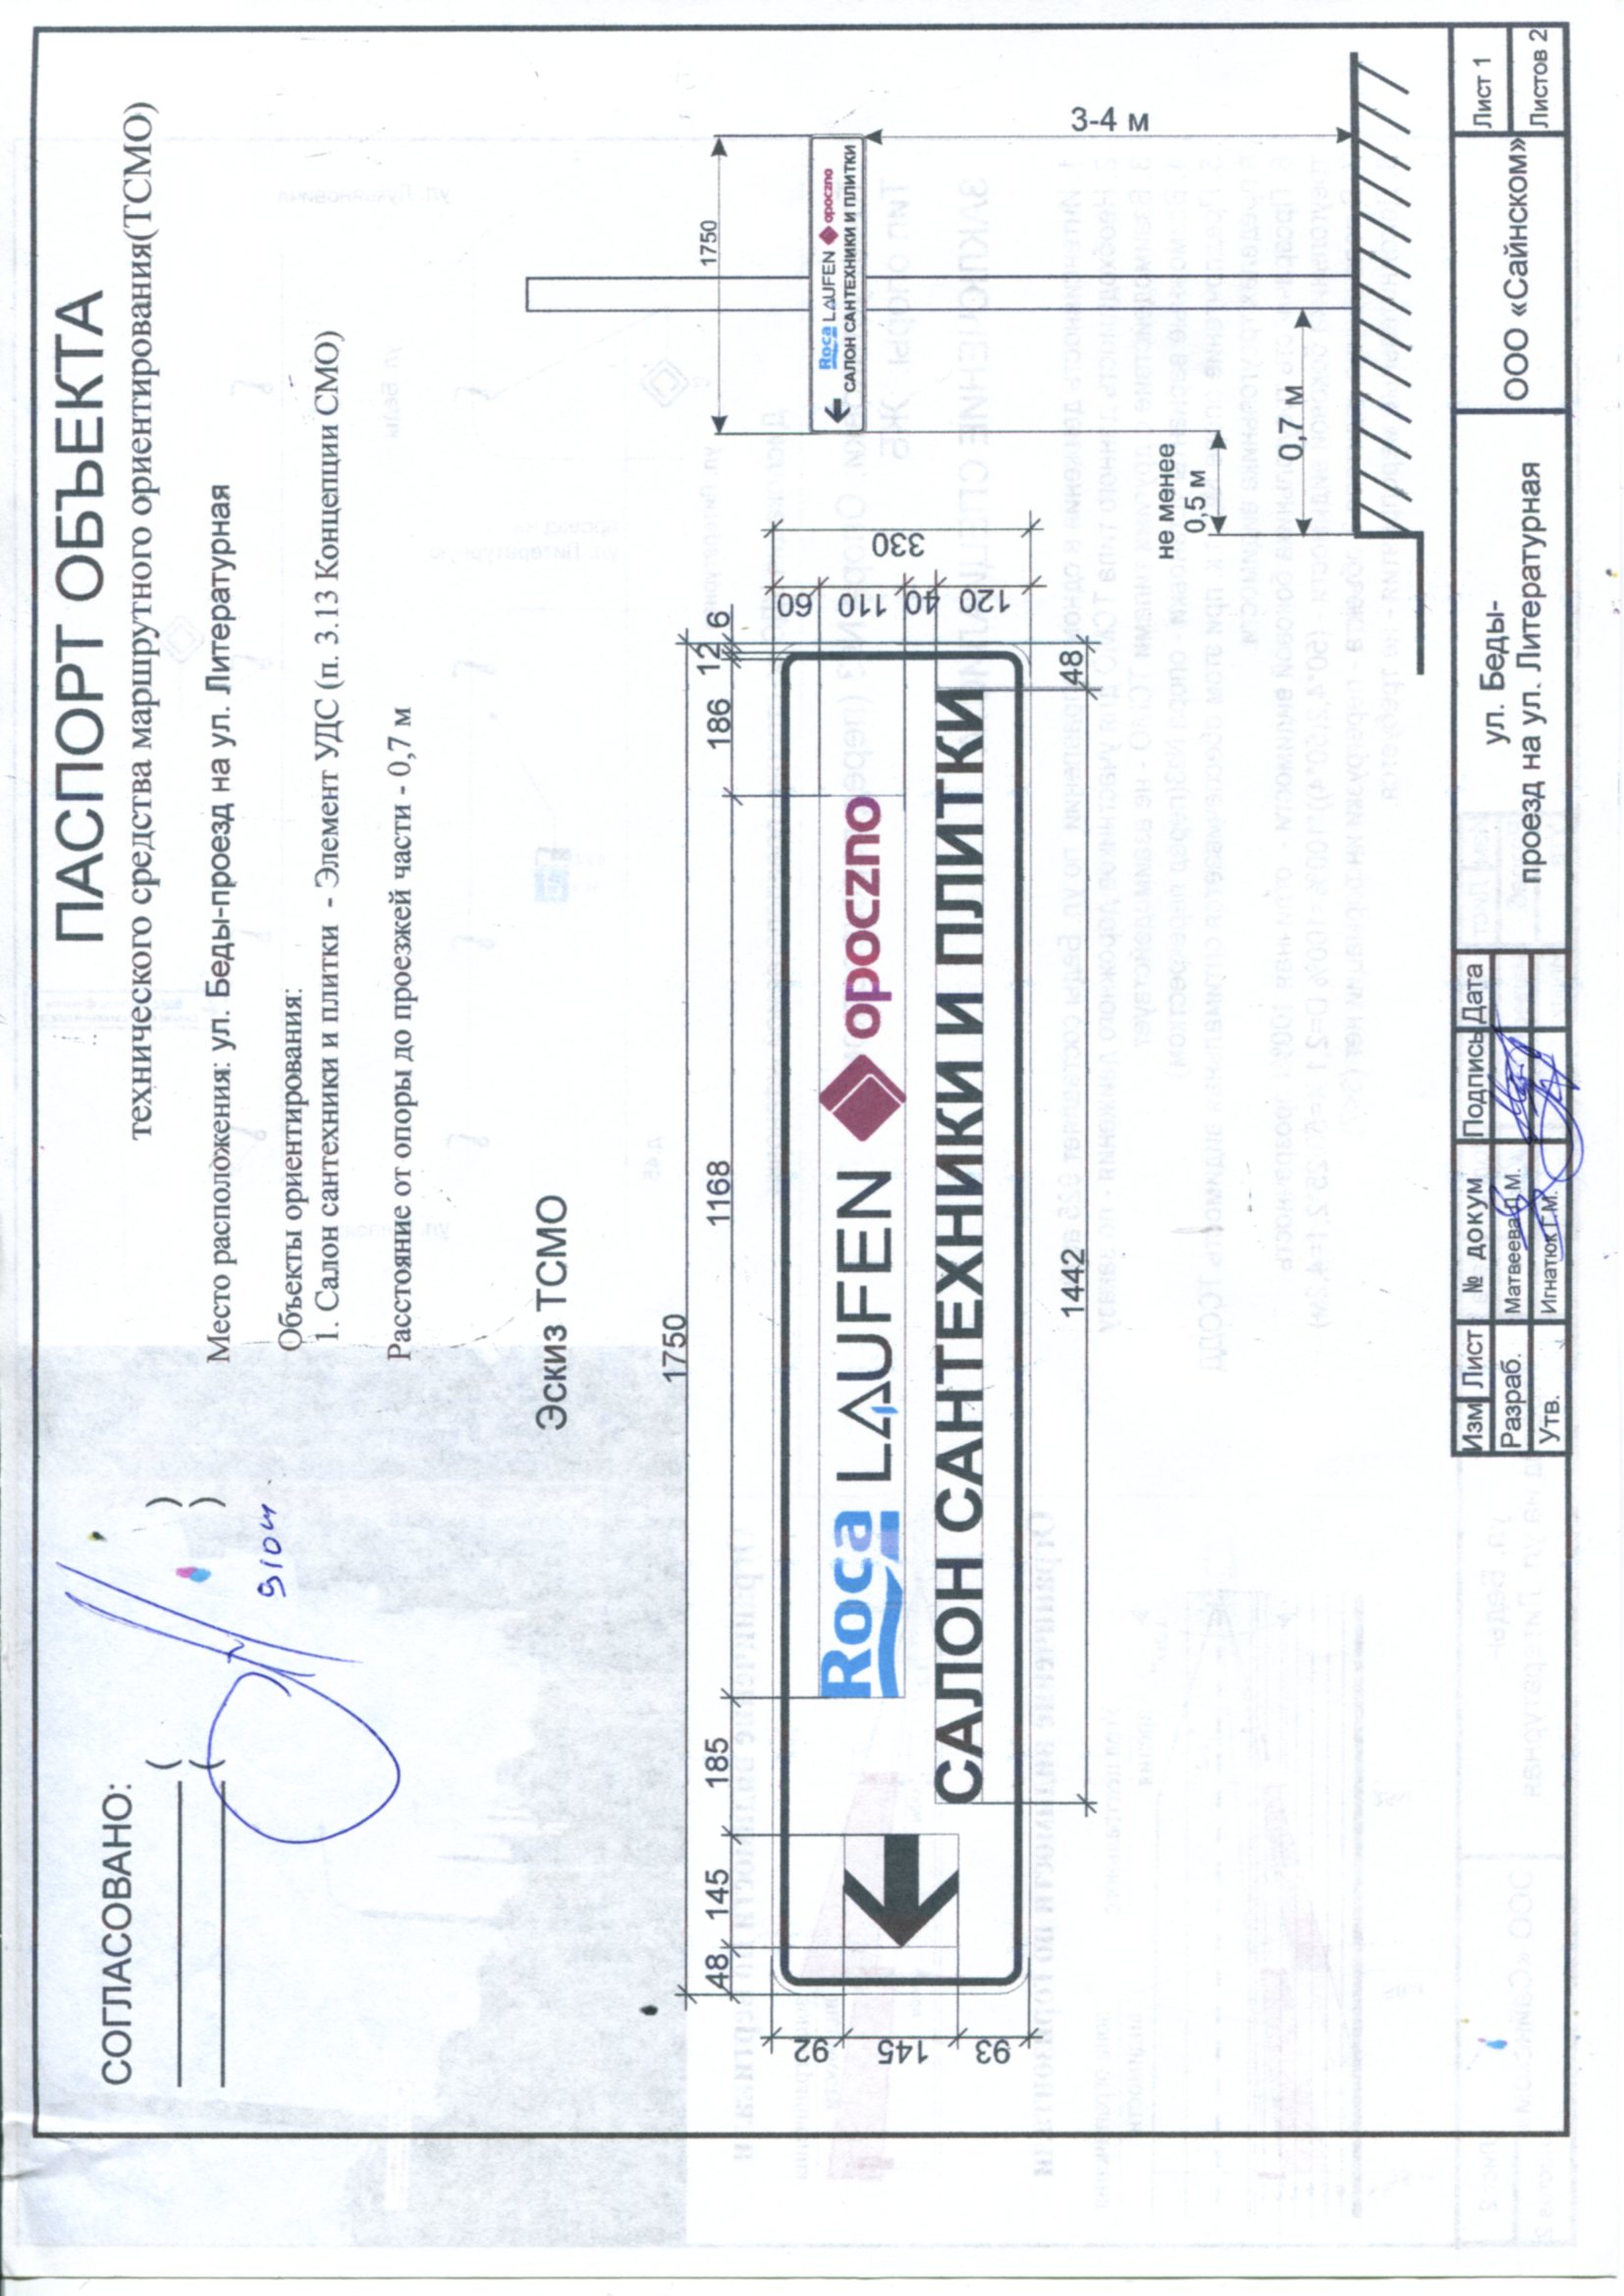 СОГЛАСОВАНО:
( )
( )
ПАСПОРТ ОБЪЕКТА
технического средства маршрутного ориентирования(ТСМО)
Место расположения: ул. Беды-проезд на ул. Литературная
Объекты ориентирования:
1. Салон сантехники и плитки - Элемент УДС (п. 3.13 Концепции СМО)
Расстояние от опоры до проезжей части - 0,7 м
Эскиз ТСМО
1750
48 145 185 1168 186 12 6
92 145 93
Roca LAUFEN opoczno
САЛОН САНТЕХНИКИ И ПЛИТКИ
60 110 40 120 330
1442 48
1750
Roca LAUFEN opoczno
САЛОН САНТЕХНИКИ И ПЛИТКИ
3-4 м
не менее
0,5 м
0,7 м
Изм Лист № докум Подпись Дата
Разраб. Матвеева Д.М.
Утв. Игнатюк Г.М.
ул. Беды-
проезд на ул. Литературная
ООО «Сайнском»
Лист 1
Листов 2